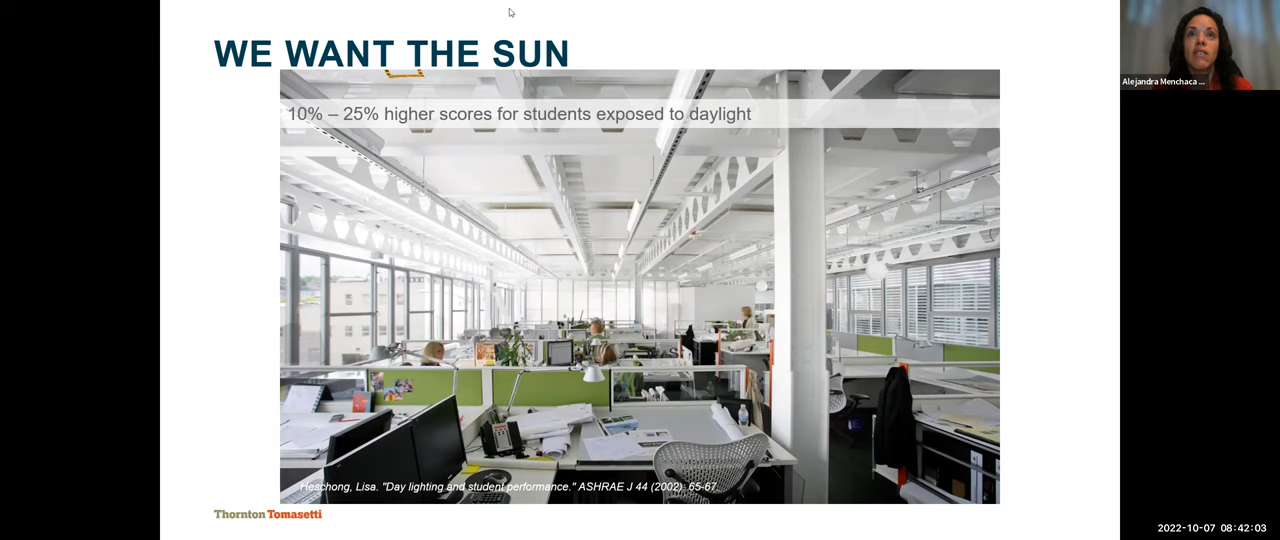 WE WANT THE SUN
10% – 25% higher scores for students exposed to daylight
Heschong, Lisa. "Day lighting and student performance." ASHRAE J 44 (2002): 65-67.
Thornton Tomasetti
Alejandra Menchaca ...
2022-10-07 08:42:03